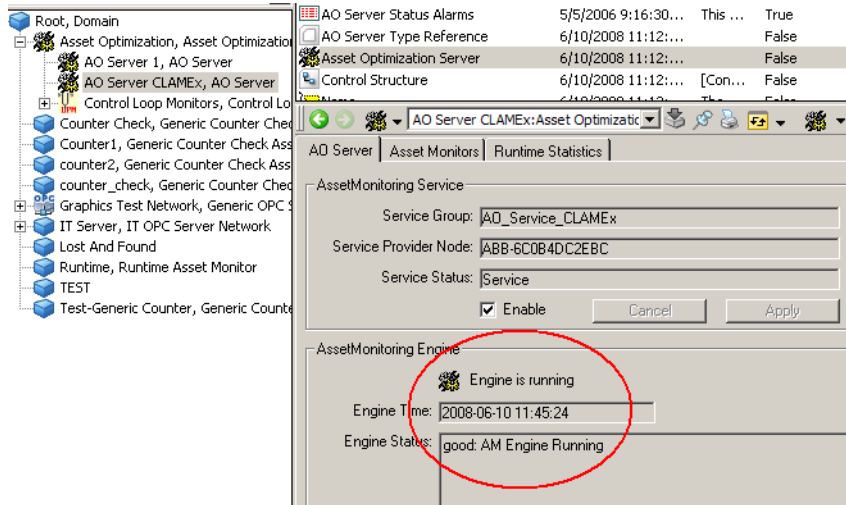 Root, Domain
Asset Optimization, Asset Optimization
AO Server 1, AO Server
AO Server CLAMEx, AO Server
Control Loop Monitors, Control Lo
Counter Check, Generic Counter Chec
Counter1, Generic Counter Check Ass
counter2, Generic Counter Check Ass
counter_check, Generic Counter Chec
Graphics Test Network, Generic OPC S
IT Server, IT OPC Server Network
Lost And Found
Runtime, Runtime Asset Monitor
TEST
Test-Generic Counter, Generic Counte
AO Server Status Alarms 5/5/2006 9:16:30... This ... True
AO Server Type Reference 6/10/2008 11:12:... False
Asset Optimization Server 6/10/2008 11:12:... False
Control Structure 6/10/2008 11:12:... [Con... False
AO Server CLAMEx:Asset Optimizatic
AO Server Asset Monitors Runtime Statistics
AssetMonitoring Service
Service Group: AO_Service_CLAMEx
Service Provider Node: ABB-6C0B4DC2EBC
Service Status: Service
Enable Cancel Apply
AssetMonitoring Engine
Engine is running
Engine Time: 2008-06-10 11:45:24
Engine Status: good: AM Engine Running